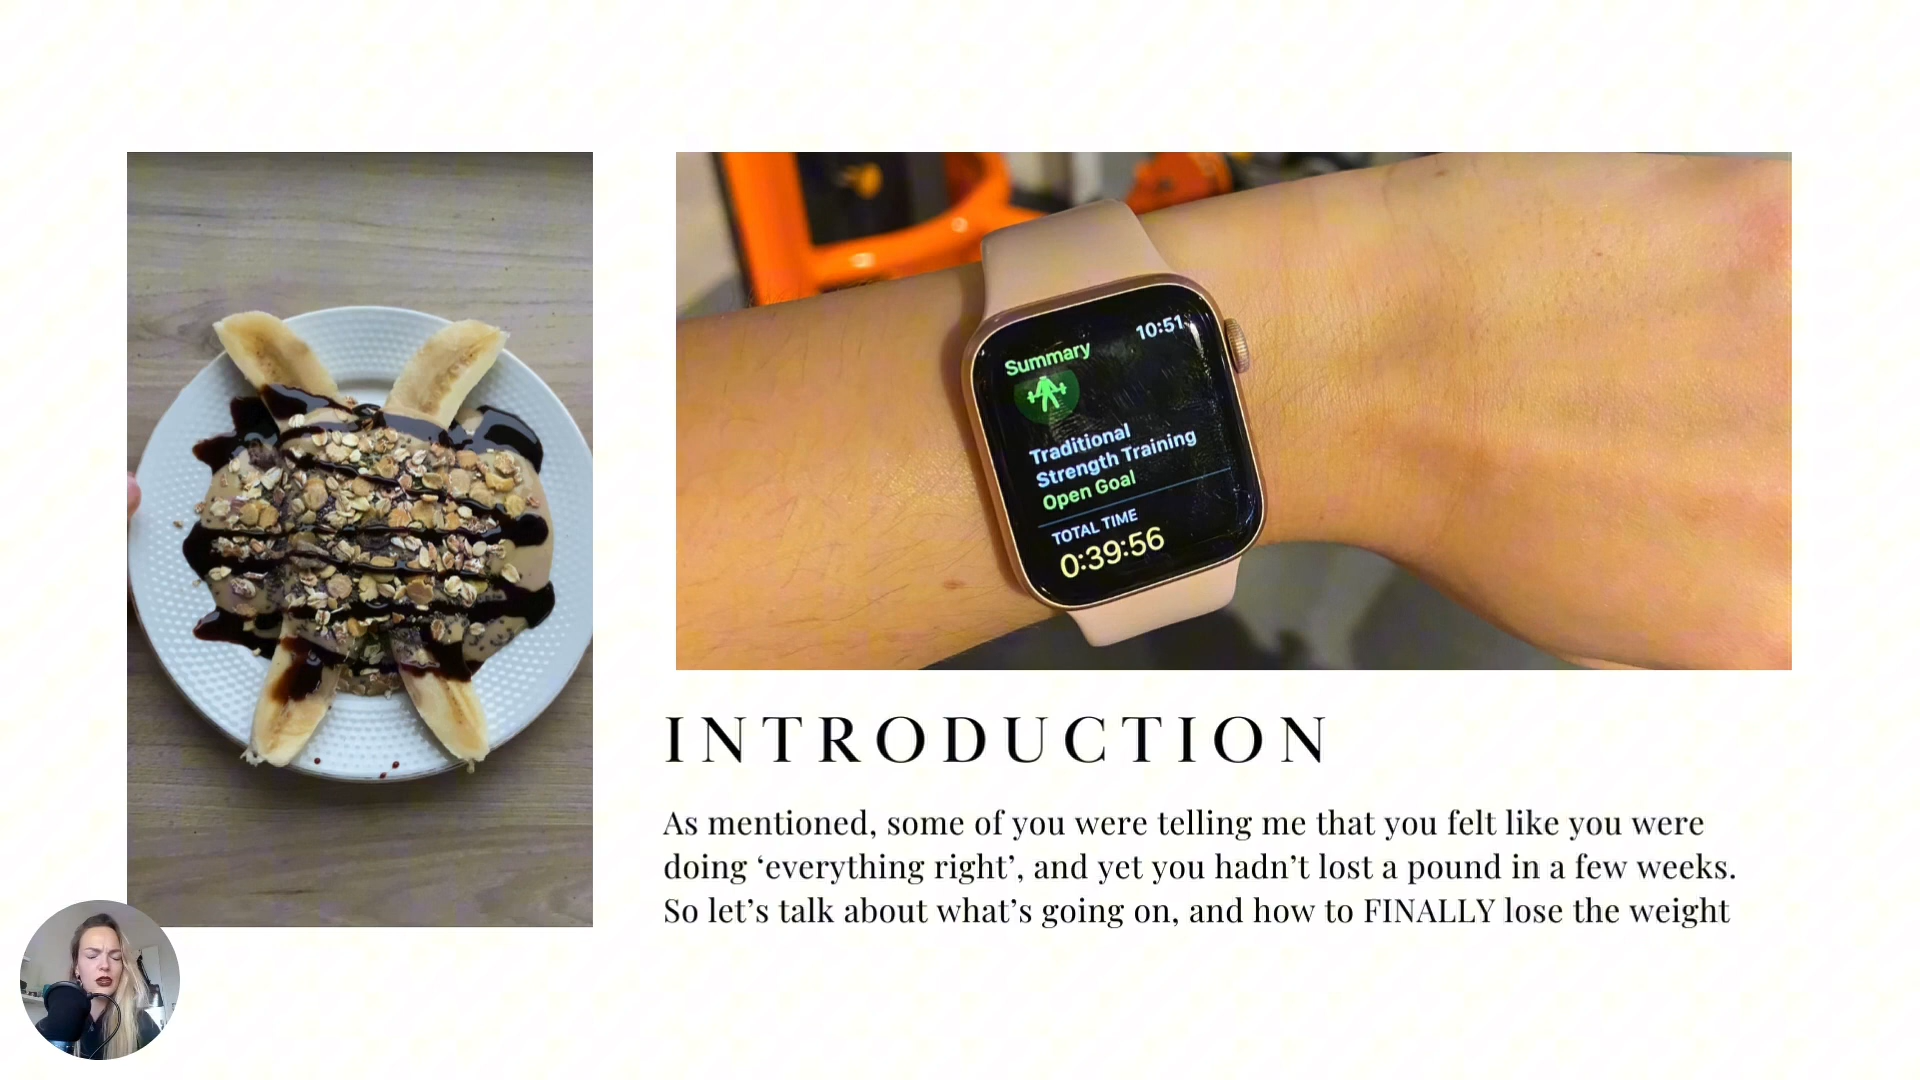 10:51
Summary
Traditional
Strength Training
Open Goal
TOTAL TIME
0:39:56
INTRODUCTION
As mentioned, some of you were telling me that you felt like you were
doing ‘everything right’, and yet you hadn’t lost a pound in a few weeks.
So let’s talk about what’s going on, and how to FINALLY lose the weight